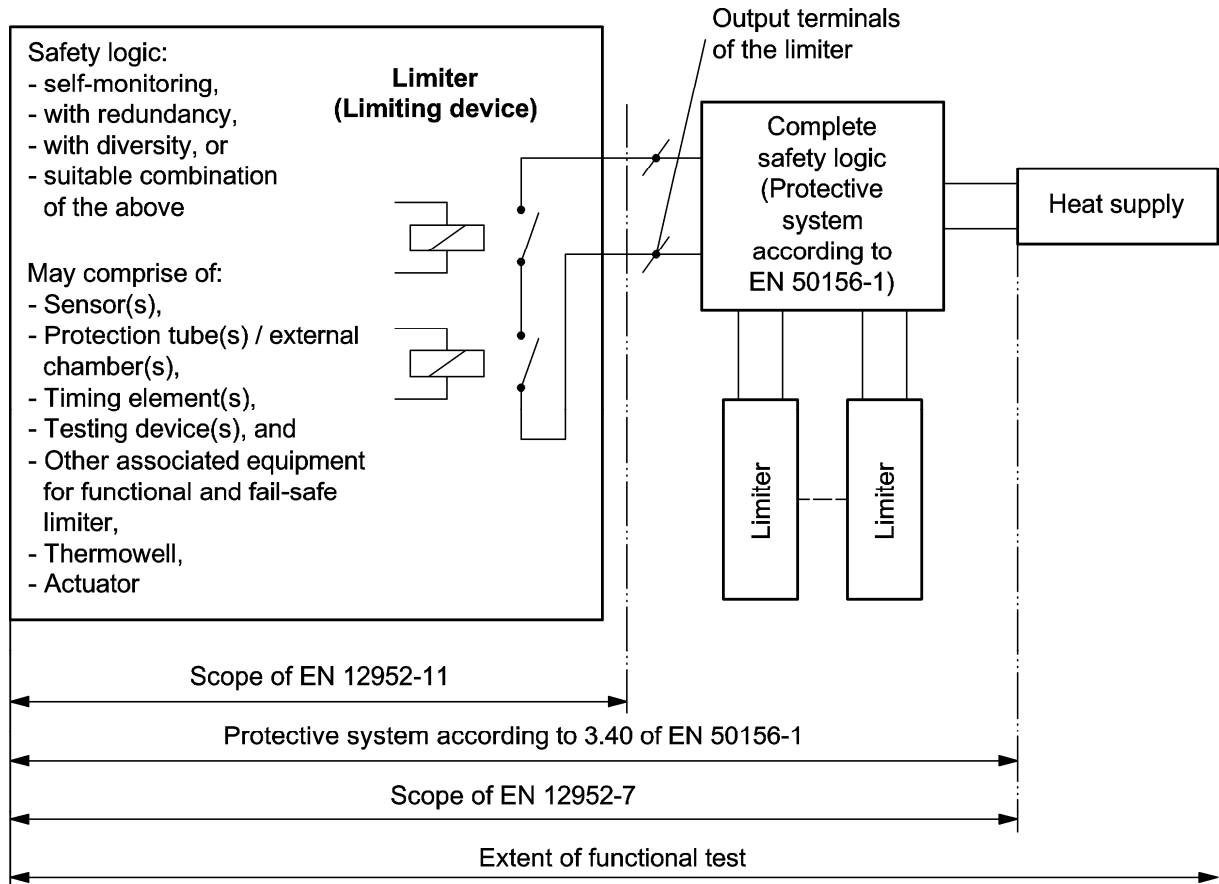 Output terminals
of the limiter
Safety logic:
- self-monitoring,
- with redundancy,
- with diversity, or
- suitable combination
of the above
Limiter
(Limiting device)
May comprise of:
- Sensor(s),
- Protection tube(s) / external
chamber(s),
- Timing element(s),
- Testing device(s), and
- Other associated equipment
for functional and fail-safe
limiter,
- Thermowell,
- Actuator
Complete
safety logic
(Protective
system
according to
EN 50156-1)
Heat supply
Limiter
Limiter
Scope of EN 12952-11
Protective system according to 3.40 of EN 50156-1
Scope of EN 12952-7
Extent of functional test